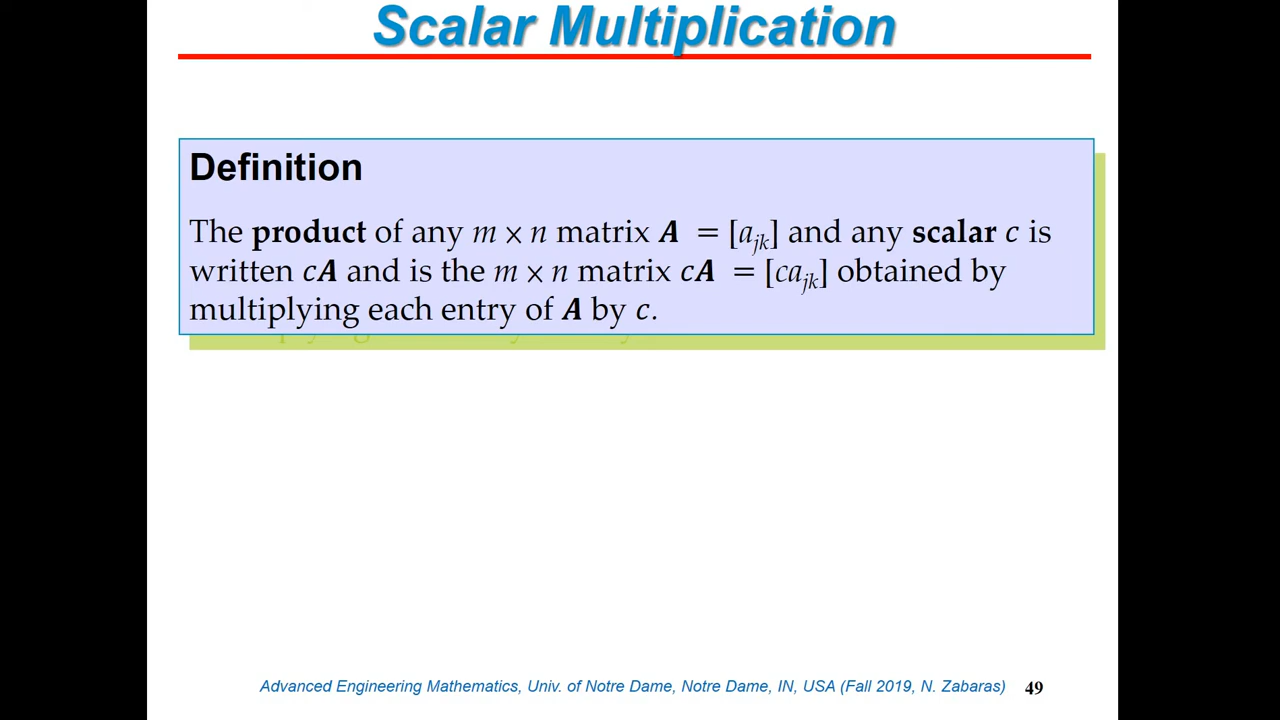 Scalar Multiplication
Definition
The product of any m × n matrix A = [ajk] and any scalar c is
written cA and is the m × n matrix cA = [cajk] obtained by
multiplying each entry of A by c.
Advanced Engineering Mathematics, Univ. of Notre Dame, Notre Dame, IN, USA (Fall 2019, N. Zabaras) 49